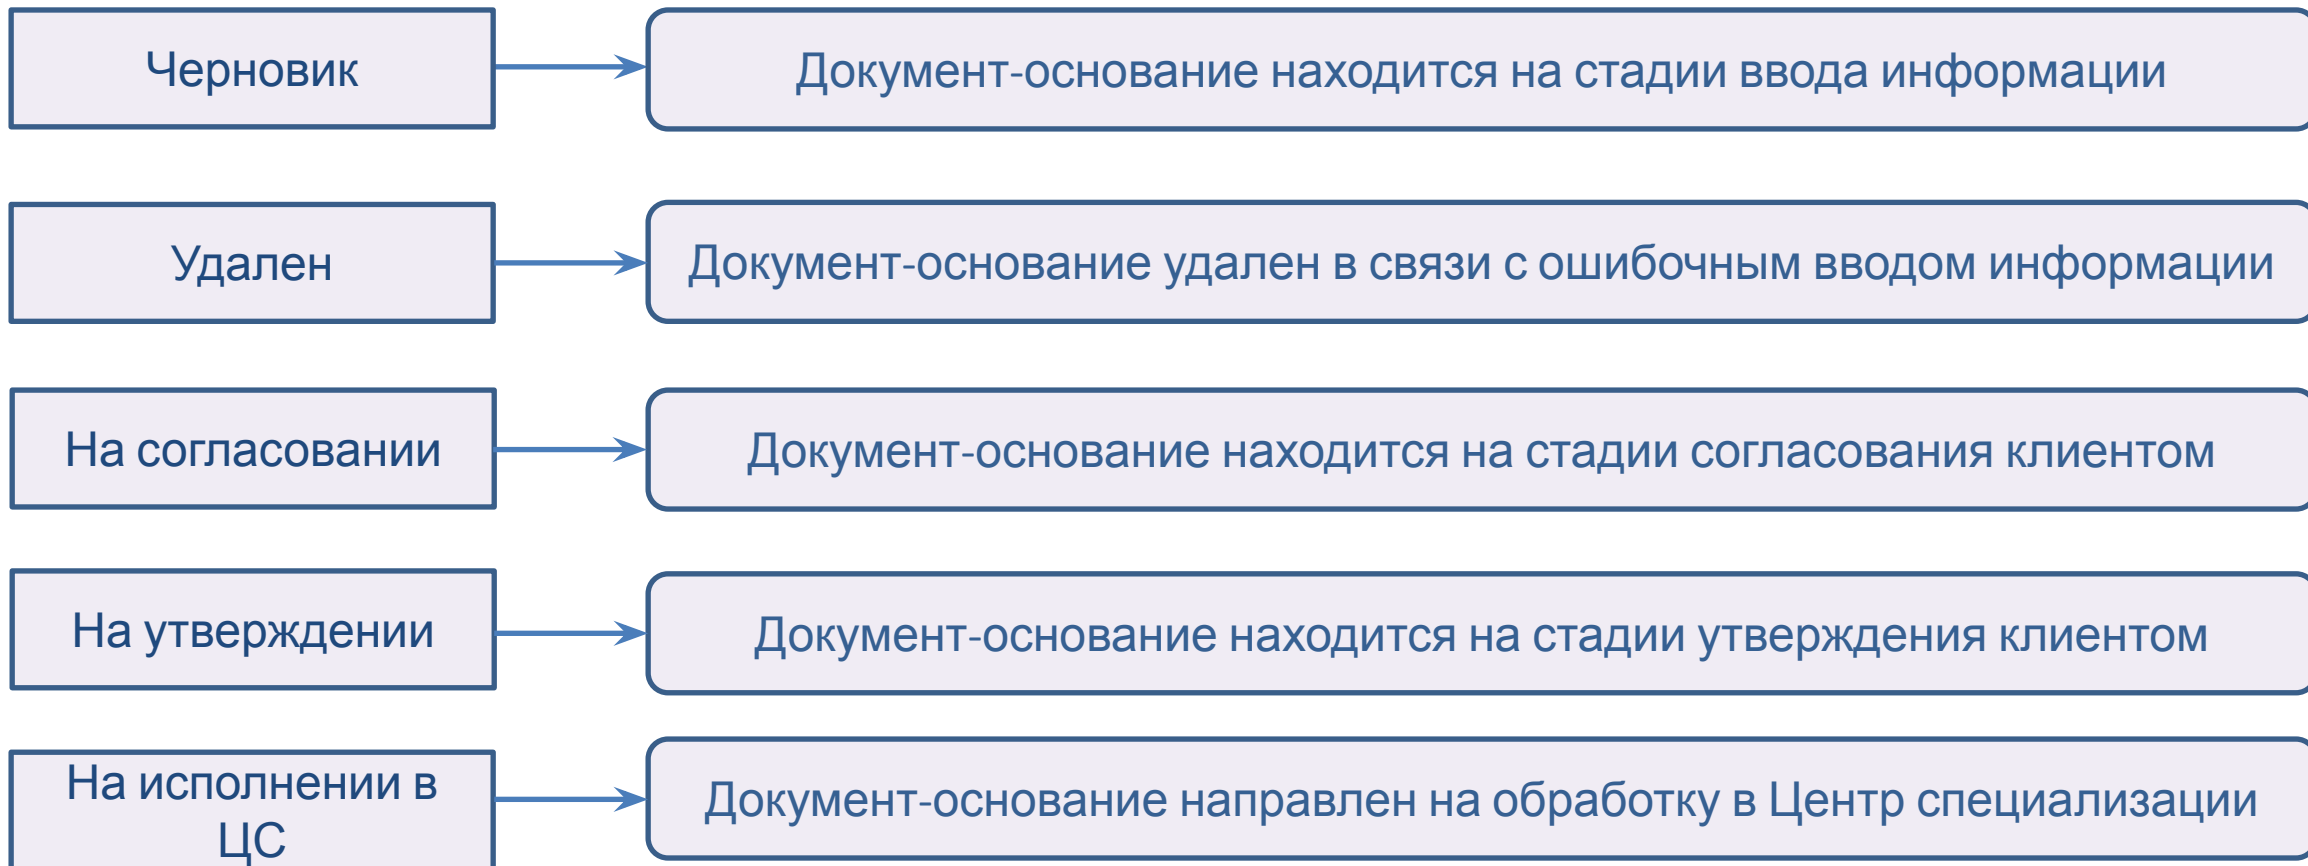 Черновик
Документ-основание находится на стадии ввода информации
Удален
Документ-основание удален в связи с ошибочным вводом информации
На согласовании
Документ-основание находится на стадии согласования клиентом
На утверждении
Документ-основание находится на стадии утверждения клиентом
На исполнении в
ЦС
Документ-основание направлен на обработку в Центр специализации